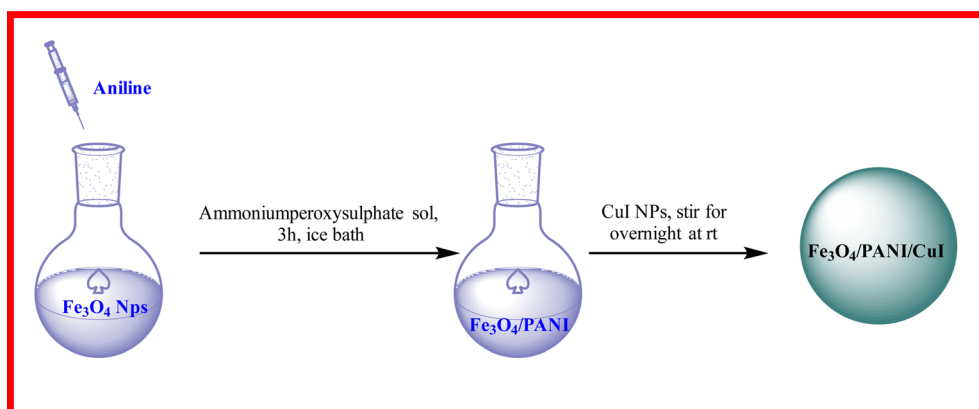 Aniline
Ammoniumperoxysulphate sol,
3h, ice bath
CuI NPs, stir for
overnight at rt
Fe₃O₄ Nps
Fe₃O₄/PANI
Fe₃O₄/PANI/CuI